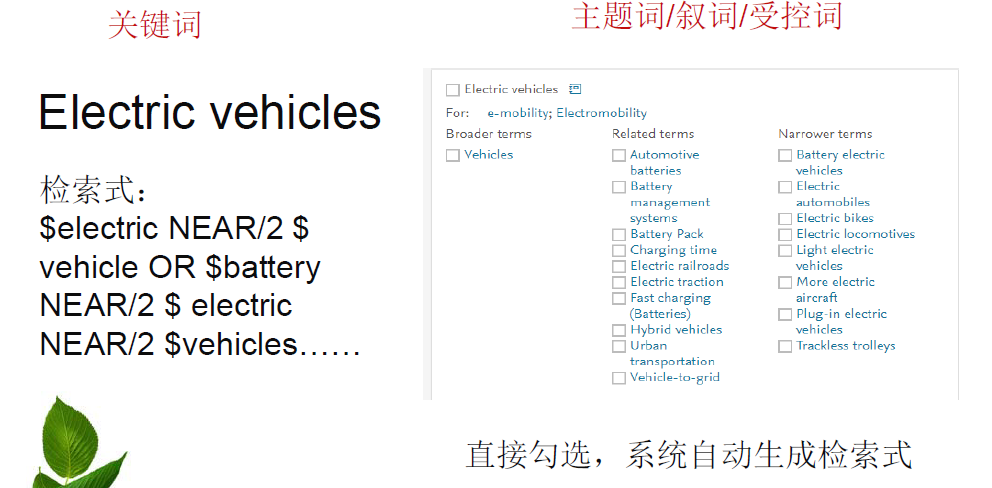 关键词
主题词/叙词/受控词
Electric vehicles
检索式：
$electric NEAR/2 $
vehicle OR $battery
NEAR/2 $ electric
NEAR/2 $vehicles……
Electric vehicles
For: e-mobility; Electromobility
Broader terms
Vehicles
Related terms
Automotive
batteries
Battery
management
systems
Battery Pack
Charging time
Electric railroads
Electric traction
Fast charging
(Batteries)
Hybrid vehicles
Urban
transportation
Vehicle-to-grid
Narrower terms
Battery electric
vehicles
Electric
automobiles
Electric bikes
Electric locomotives
Light electric
vehicles
More electric
aircraft
Plug-in electric
vehicles
Trackless trolleys
直接勾选，系统自动生成检索式